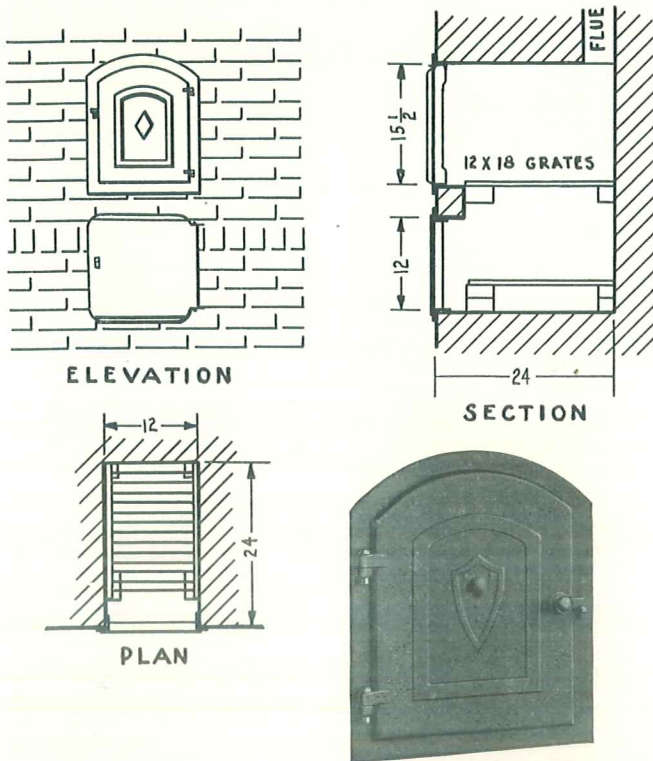 FLUE
15 1/2
12 X 18 GRATES
12
24
ELEVATION
SECTION
12
24
PLAN